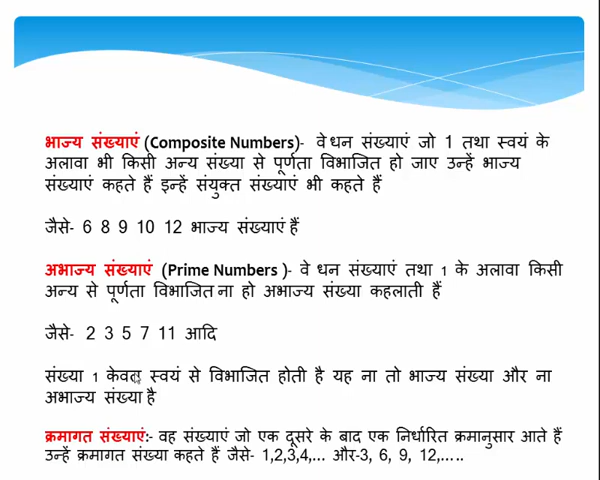 भाज्य संख्याएं (Composite Numbers)- वे धन संख्याएं जो 1 तथा स्वयं के
अलावा भी किसी अन्य संख्या से पूर्णता विभाजित हो जाए उन्हें भाज्य
संख्याएं कहते हैं इन्हें संयुक्त संख्याएं भी कहते हैं
जैसे- 6 8 9 10 12 भाज्य संख्याएं हैं
अभाज्य संख्याएं (Prime Numbers )- वे धन संख्याएं तथा 1 के अलावा किसी
अन्य से पूर्णता विभाजित ना हो अभाज्य संख्या कहलाती हैं
जैसे- 2 3 5 7 11 आदि
संख्या 1 केवल स्वयं से विभाजित होती है यह ना तो भाज्य संख्या और ना
अभाज्य संख्या है
क्रमागत संख्याएं:- वह संख्याएं जो एक दूसरे के बाद एक निर्धारित क्रमानुसार आते हैं
उन्हें क्रमागत संख्या कहते हैं जैसे- 1,2,3,4,... और-3, 6, 9, 12,.....